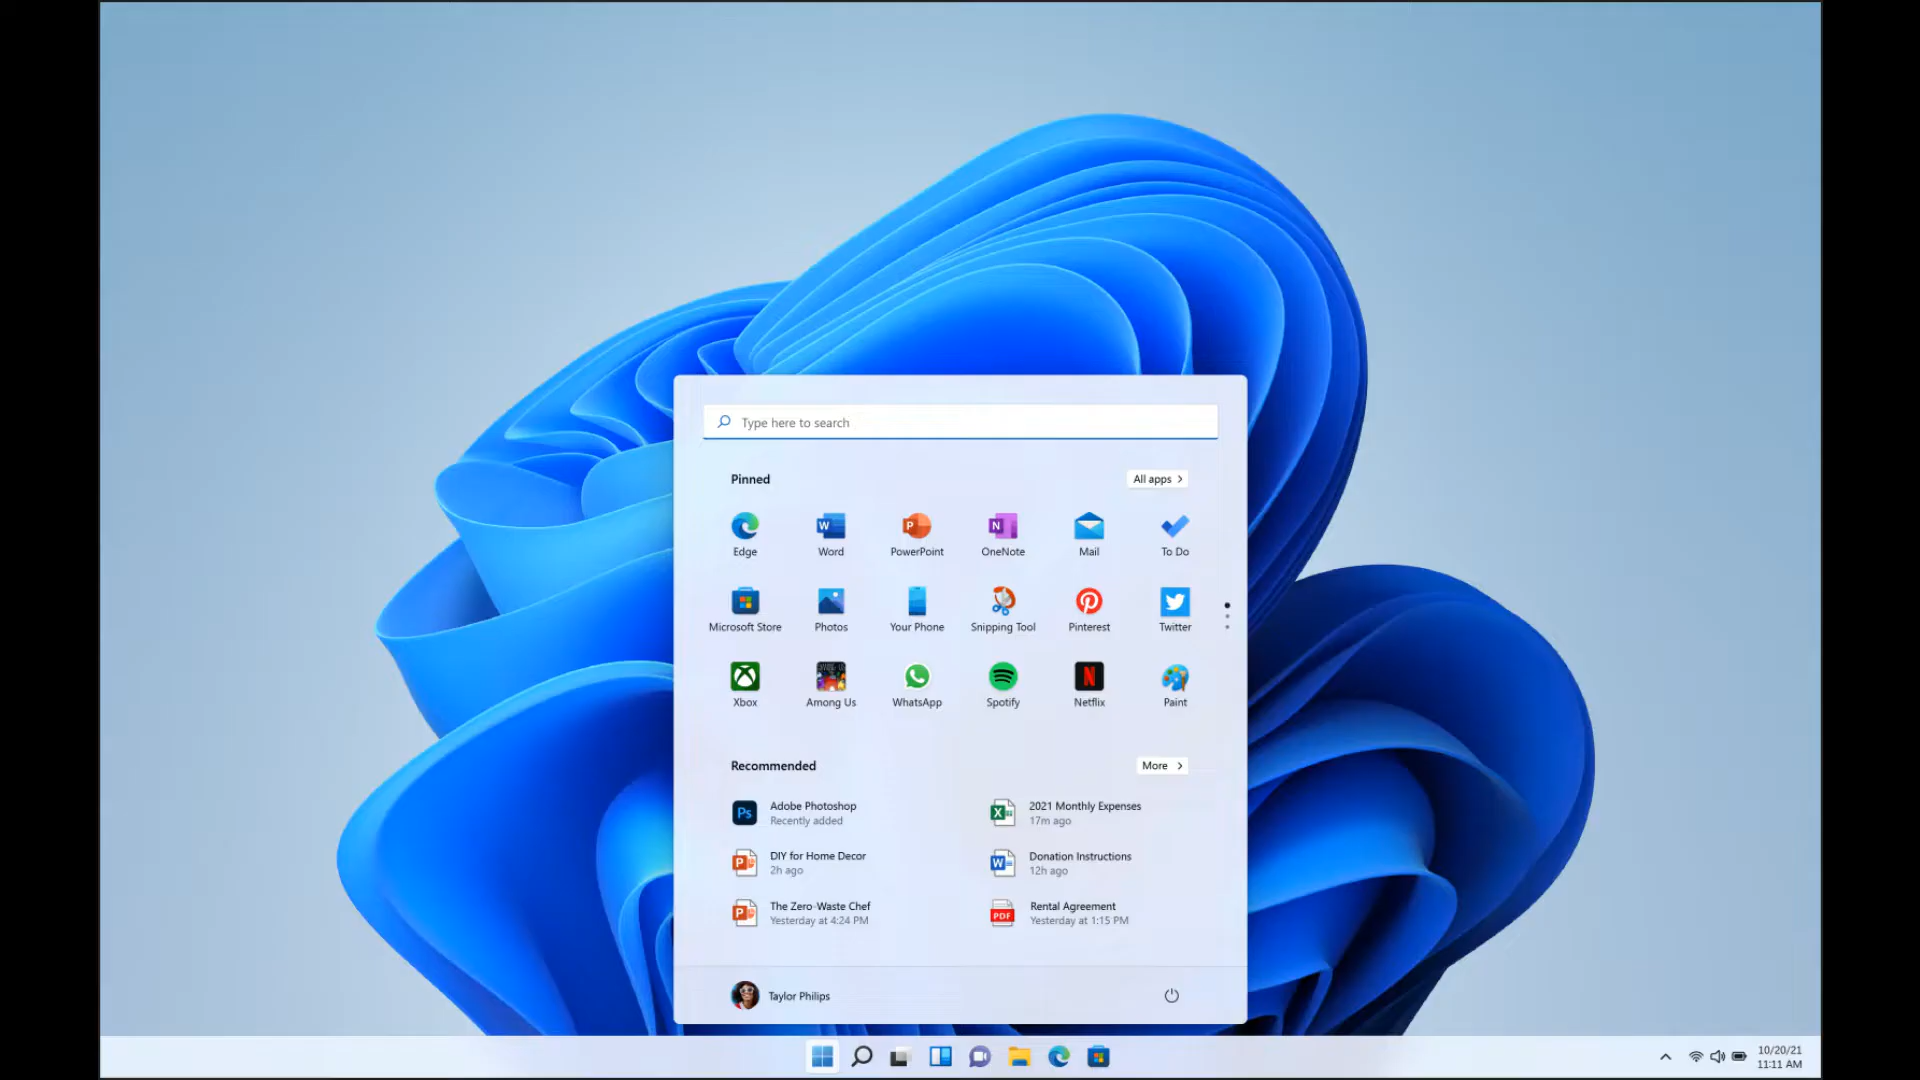 Type here to search
Pinned
All apps
Edge
Word
PowerPoint
OneNote
Mail
To Do
Microsoft Store
Photos
Your Phone
Snipping Tool
Pinterest
Twitter
Xbox
Among Us
WhatsApp
Spotify
Netflix
Paint
Recommended
More
Ps
Adobe Photoshop
Recently added
2021 Monthly Expenses
17m ago
DIY for Home Decor
2h ago
Donation Instructions
12h ago
The Zero-Waste Chef
Yesterday at 4:24 PM
PDF
Rental Agreement
Yesterday at 1:15 PM
Taylor Philips
10/20/21
11:11 AM